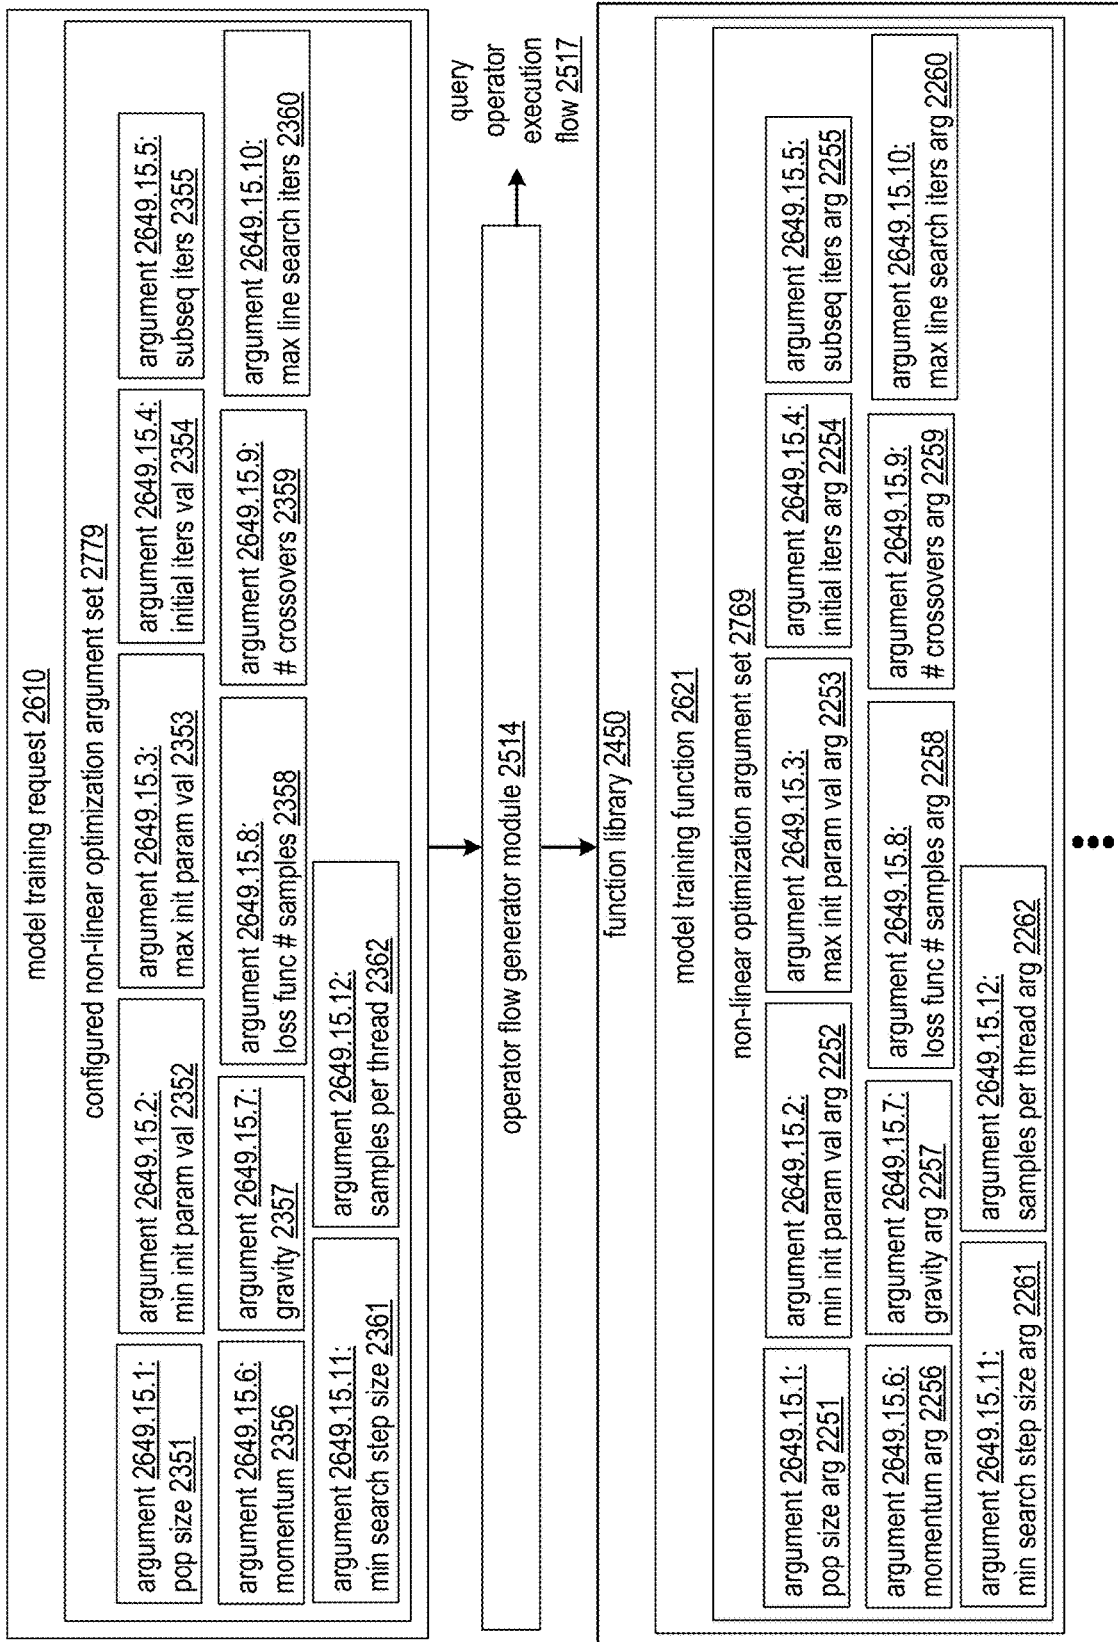 model training request 2610
configured non-linear optimization argument set 2779
argument 2649.15.1:
pop size 2351
argument 2649.15.2:
min init param val 2352
argument 2649.15.3:
max init param val 2353
argument 2649.15.4:
initial iters val 2354
argument 2649.15.5:
subseq iters 2355
argument 2649.15.6:
momentum 2356
argument 2649.15.7:
gravity 2357
argument 2649.15.8:
loss func # samples 2358
argument 2649.15.9:
# crossovers 2359
argument 2649.15.10:
max line search iters 2360
argument 2649.15.11:
min search step size 2361
argument 2649.15.12:
samples per thread 2362
operator flow generator module 2514
query
operator
execution
flow 2517
function library 2450
model training function 2621
non-linear optimization argument set 2769
argument 2649.15.1:
pop size arg 2251
argument 2649.15.2:
min init param val arg 2252
argument 2649.15.3:
max init param val arg 2253
argument 2649.15.4:
initial iters arg 2254
argument 2649.15.5:
subseq iters arg 2255
argument 2649.15.6:
momentum arg 2256
argument 2649.15.7:
gravity arg 2257
argument 2649.15.8:
loss func # samples arg 2258
argument 2649.15.9:
# crossovers arg 2259
argument 2649.15.10:
max line search iters arg 2260
argument 2649.15.11:
min search step size arg 2261
argument 2649.15.12:
samples per thread arg 2262